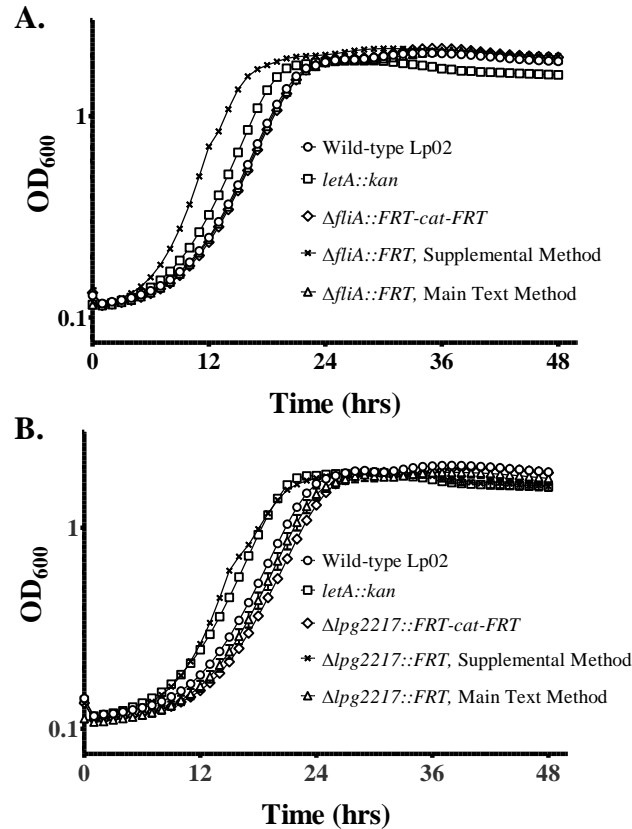 A.
OD600
1
0.1
Wild-type Lp02
letA::kan
ΔfliA::FRT-cat-FRT
ΔfliA::FRT, Supplemental Method
ΔfliA::FRT, Main Text Method
0 12 24 36 48
Time (hrs)
B.
OD600
1
0.1
Wild-type Lp02
letA::kan
Δlpg2217::FRT-cat-FRT
Δlpg2217::FRT, Supplemental Method
Δlpg2217::FRT, Main Text Method
0 12 24 36 48
Time (hrs)